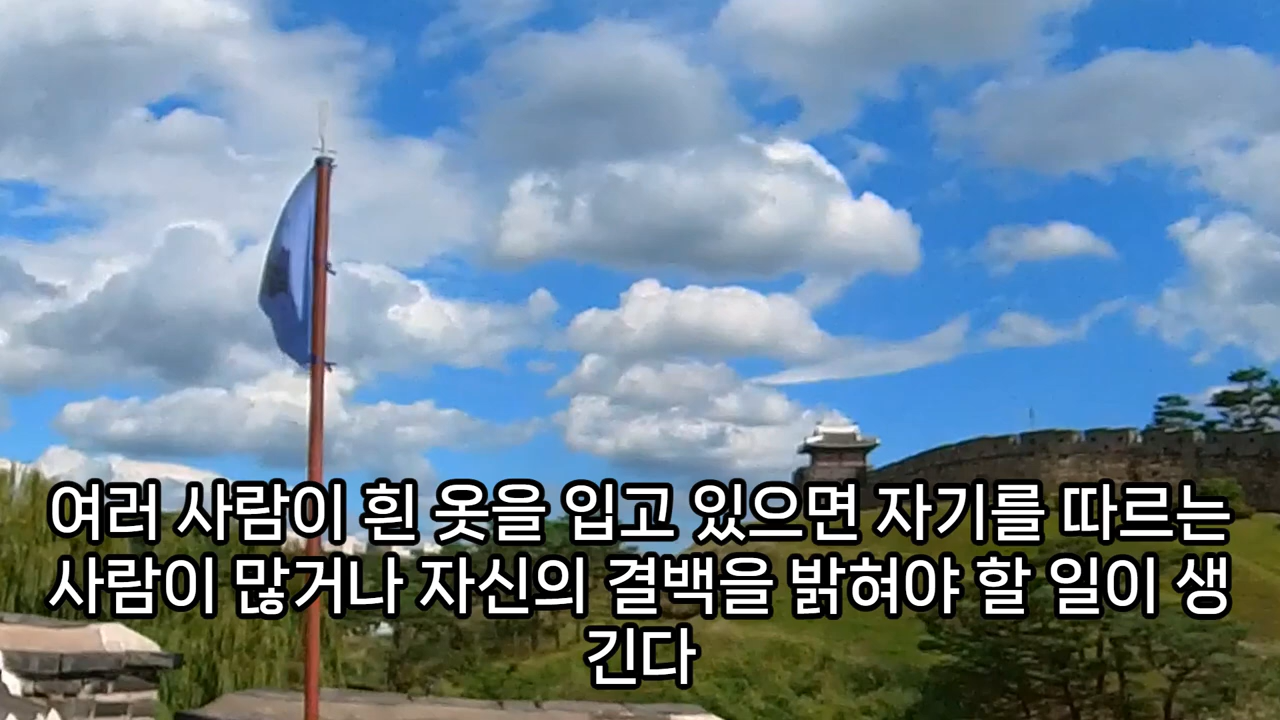 여러 사람이 흰 옷을 입고 있으면 자기를 따르는
사람이 많거나 자신의 결백을 밝혀야 할 일이 생
긴다